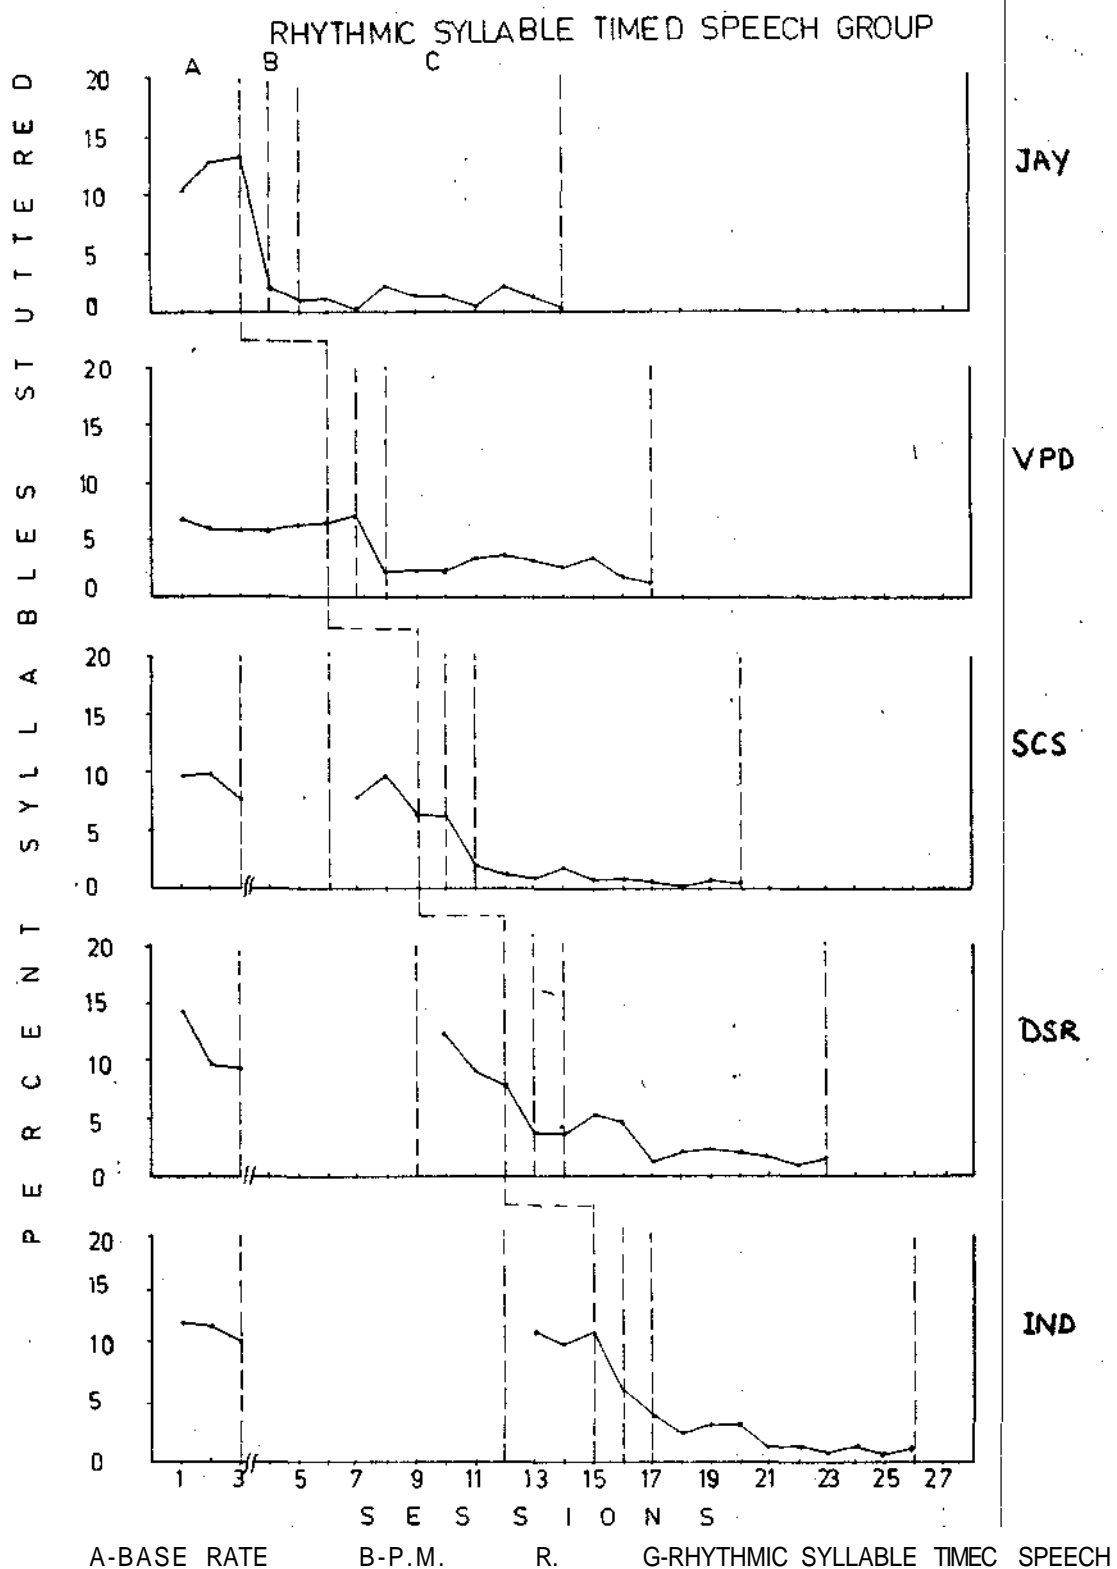 RHYTHMIC SYLLABLE TIMED SPEECH GROUP
A B C
PERCENT SYLLABLES STUTTERED
20
15
10
5
0
JAY
20
15
10
5
0
VPD
20
15
10
5
0
SCS
20
15
10
5
0
DSR
20
15
10
5
0
IND
1 3 5 7 9 11 13 15 17 19 21 23 25 27
SESSIONS
A-BASE RATE B-P.M. R. G-RHYTHMIC SYLLABLE TIMEC SPEECH